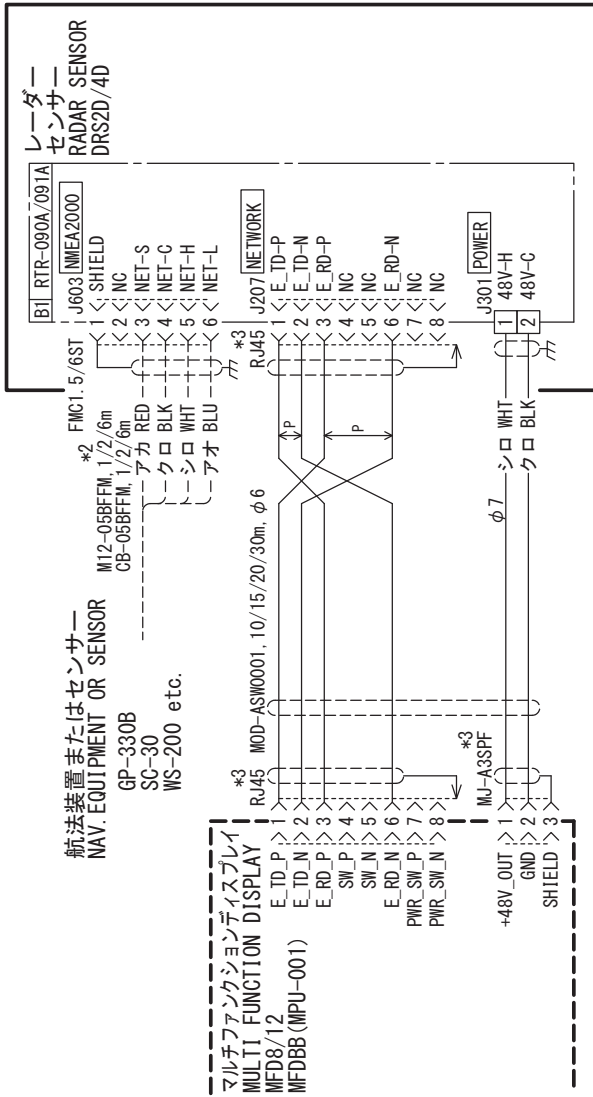 レーダー
センサー
RADAR SENSOR
DRS2D/4D
B1 RTR-090A/091A
J603 NMEA2000
FMC1.5/6ST
1 SHIELD
2 NC
3 NET-S
4 NET-C
5 NET-H
6 NET-L
*2
M12-05BFFM, 1/2/6m
CB-05BFFM, 1/2/6m
アカ RED
クロ BLK
シロ WHT
アオ BLU
航法装置またはセンサー
NAV. EQUIPMENT OR SENSOR
GP-330B
SC-30
WS-200 etc.
J207 NETWORK
*3
RJ45
1 E_TD-P
2 E_TD-N
3 E_RD-P
4 NC
5 NC
6 E_RD-N
7 NC
8 NC
P
P
MOD-ASW0001, 10/15/20/30m, φ6
J301 POWER
1 48V-H
2 48V-C
シロ WHT
クロ BLK
φ7
マルチファンクションディスプレイ
MULTI FUNCTION DISPLAY
MFD8/12
MFDBB(MPU-001)
*3
RJ45
E_TD_P 1
E_TD_N 2
E_RD_P 3
SW_P 4
SW_N 5
E_RD_N 6
PWR_SW_P 7
PWR_SW_N 8
*3
MJ-A3SPF
+48V_OUT 1
GND 2
SHIELD 3